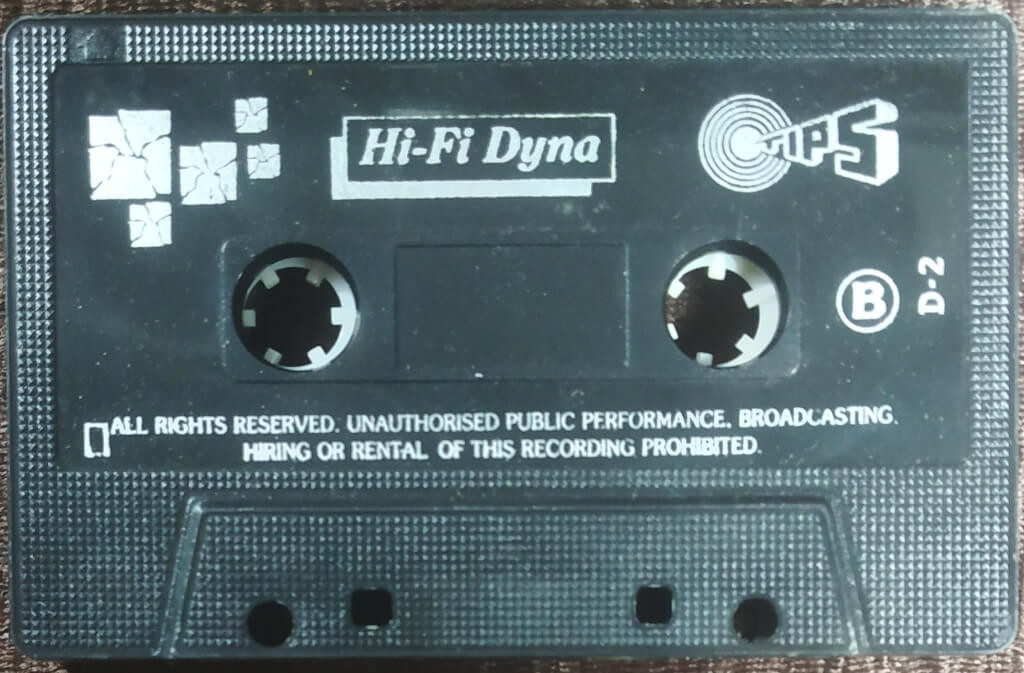 Hi-Fi Dyna
TIPS
B
D-2
ALL RIGHTS RESERVED. UNAUTHORISED PUBLIC PERFORMANCE. BROADCASTING.
HIRING OR RENTAL OF THIS RECORDING PROHIBITED.